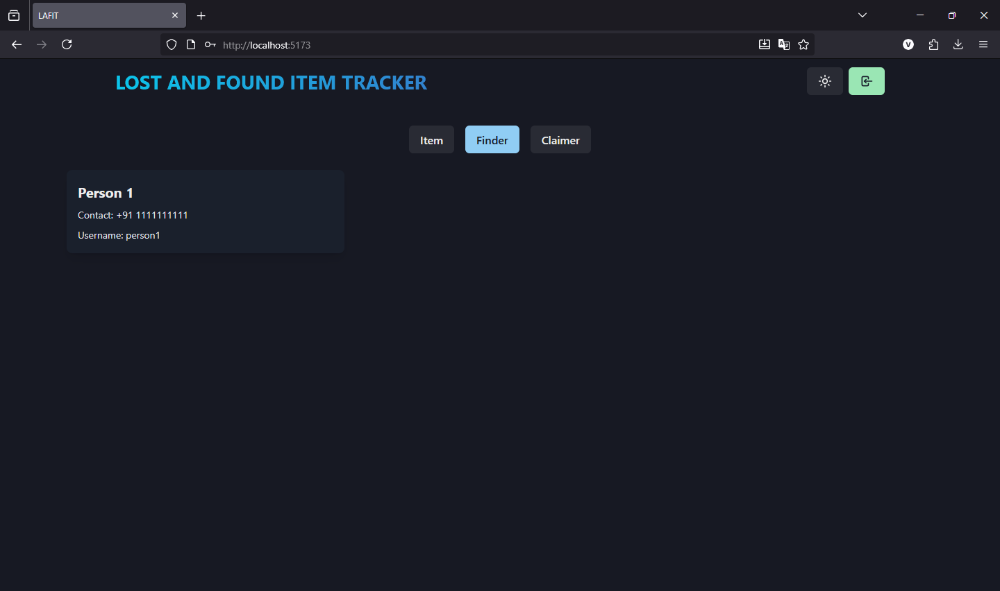 LAFIT
http://localhost:5173
V
LOST AND FOUND ITEM TRACKER
Item
Finder
Claimer
Person 1
Contact: +91 1111111111
Username: person1